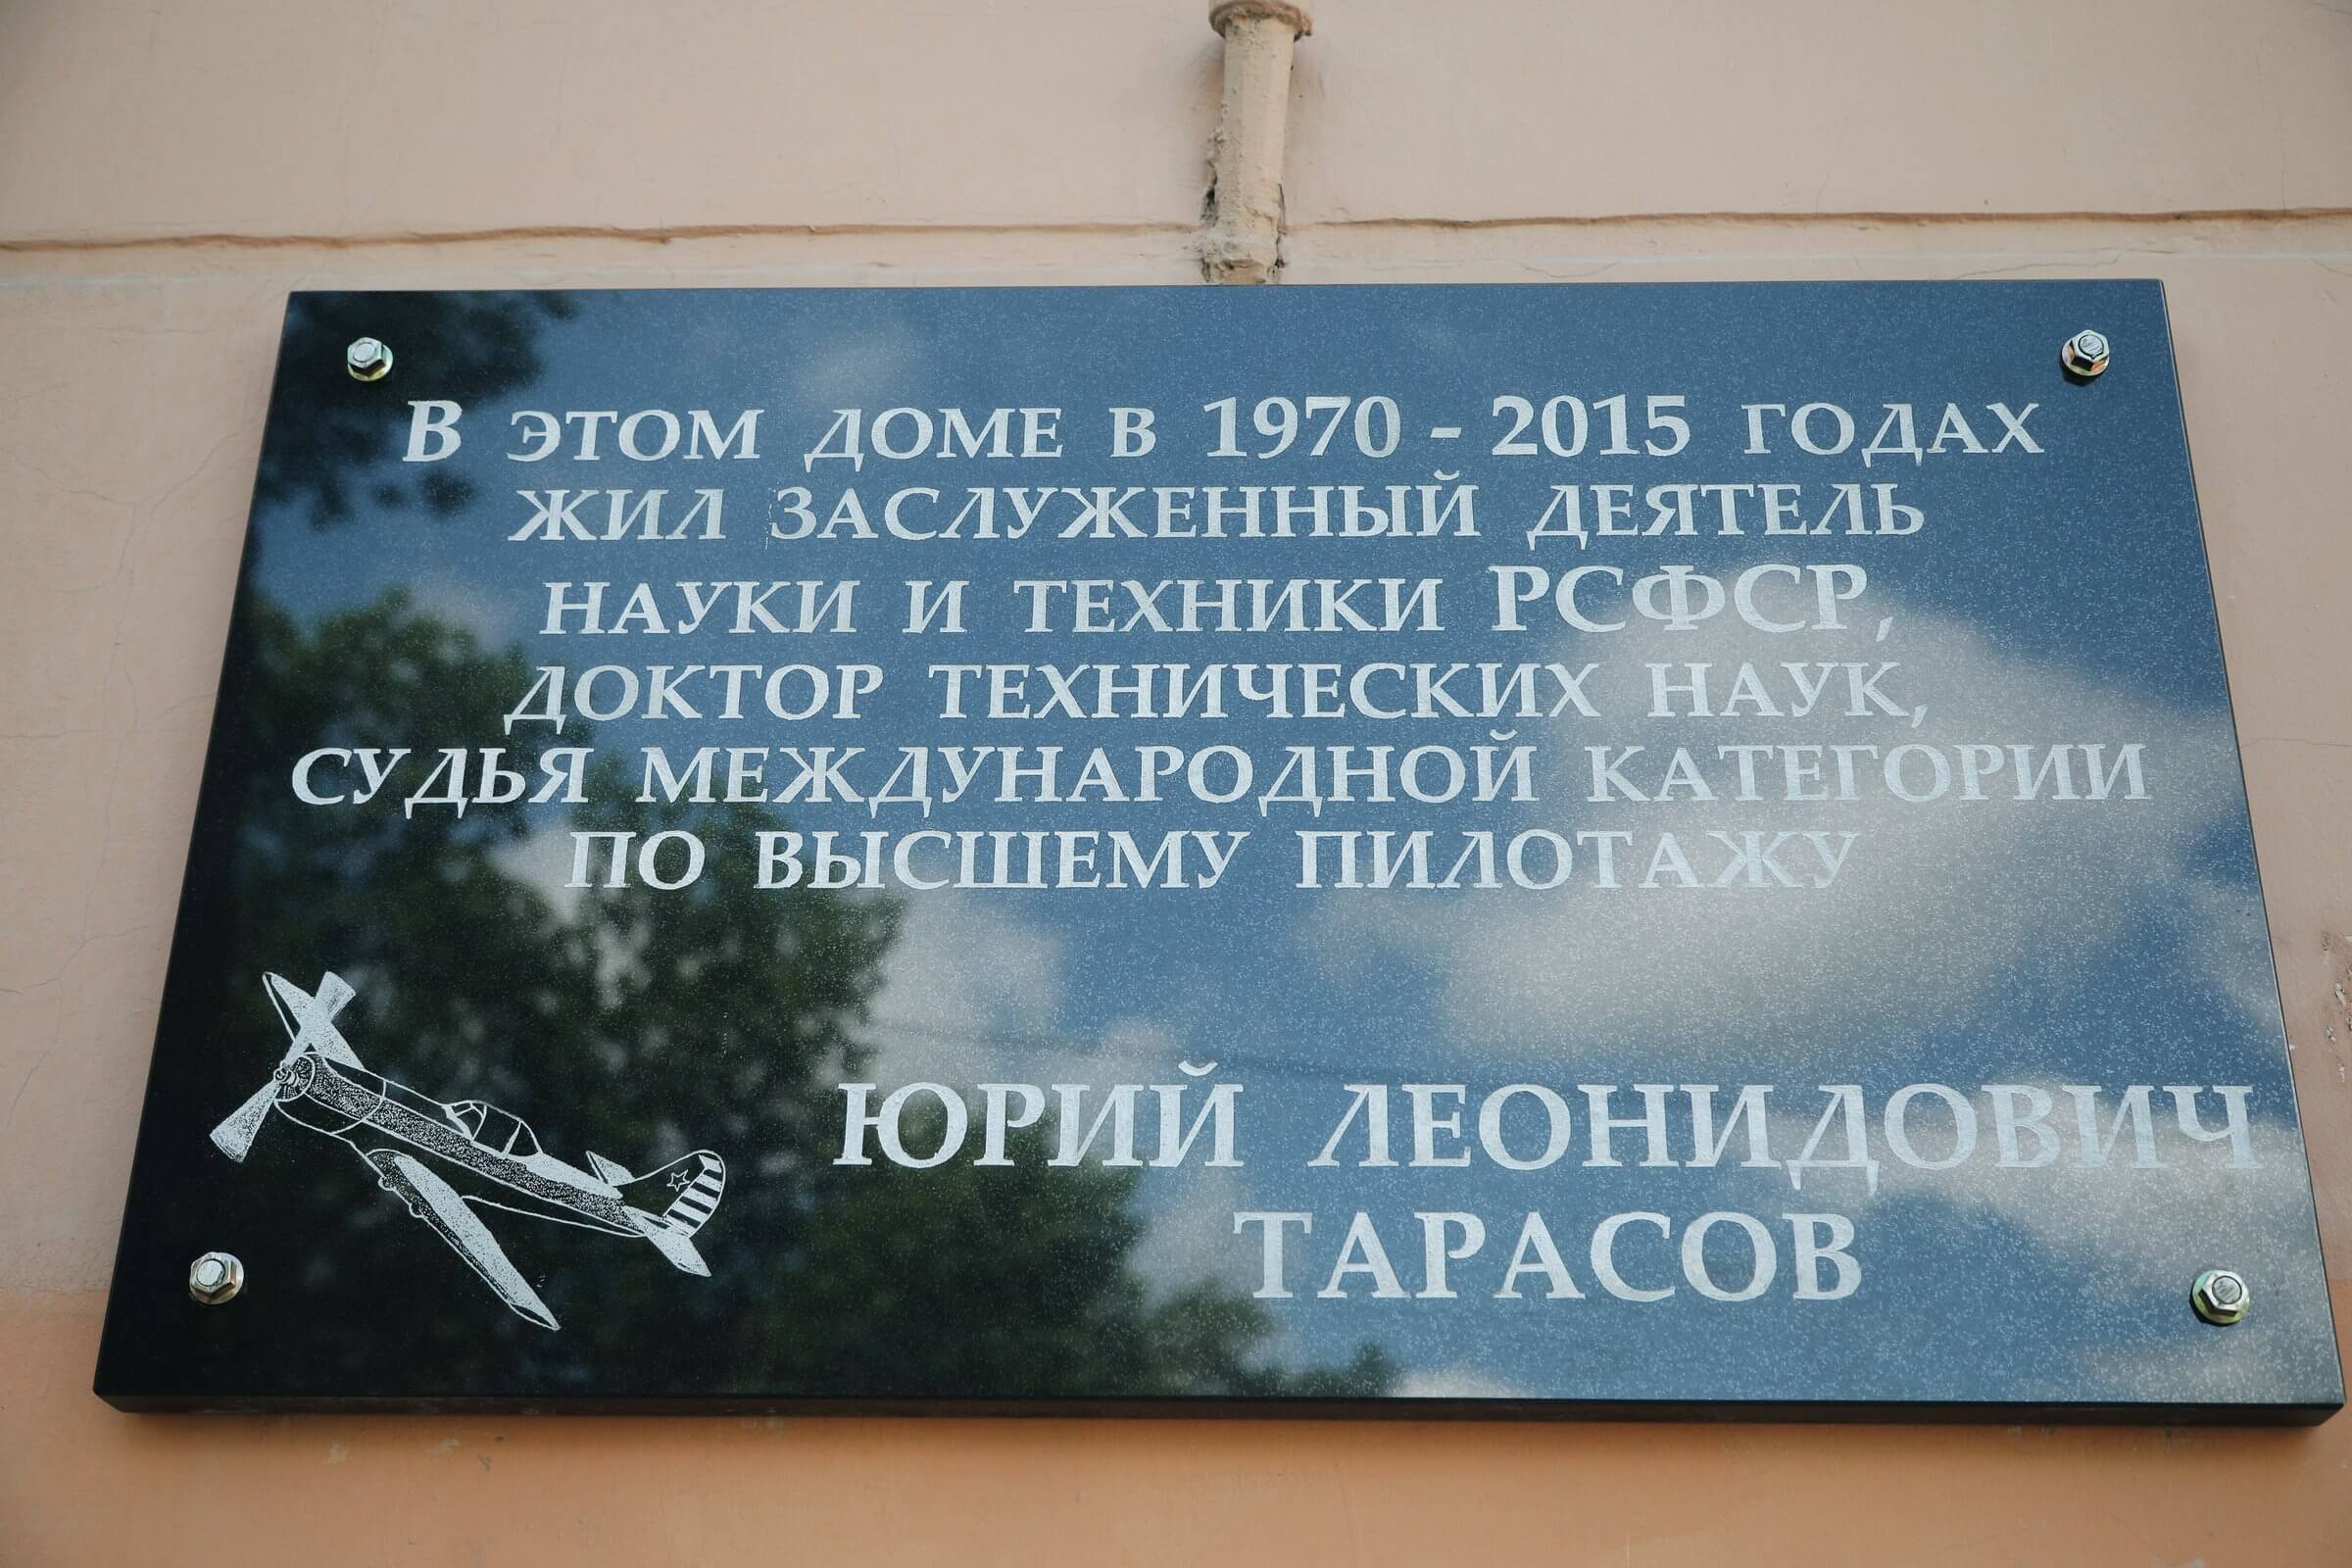 В ЭТОМ ДОМЕ В 1970 - 2015 ГОДАХ
ЖИЛ ЗАСЛУЖЕННЫЙ ДЕЯТЕЛЬ
НАУКИ И ТЕХНИКИ РСФСР,
ДОКТОР ТЕХНИЧЕСКИХ НАУК,
СУДЬЯ МЕЖДУНАРОДНОЙ КАТЕГОРИИ
ПО ВЫСШЕМУ ПИЛОТАЖУ
ЮРИЙ ЛЕОНИДОВИЧ
ТАРАСОВ